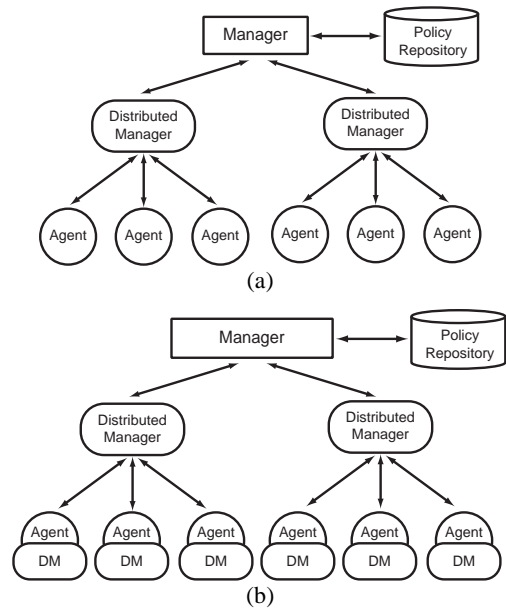 Manager
Policy
Repository
Distributed
Manager
Distributed
Manager
Agent
Agent
Agent
Agent
Agent
Agent
(a)
Manager
Policy
Repository
Distributed
Manager
Distributed
Manager
Agent
Agent
Agent
Agent
Agent
Agent
DM
DM
DM
DM
DM
DM
(b)